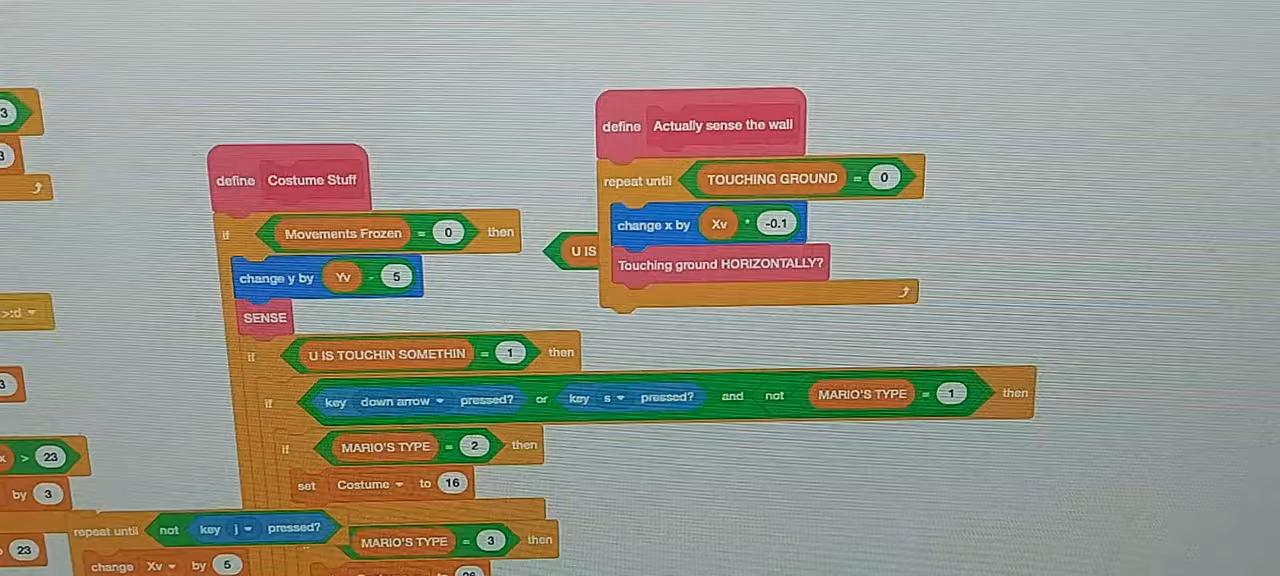 3
define Actually sense the wall
3
define Costume Stuff
repeat until TOUCHING GROUND = 0
if Movements Frozen = 0 then
change x by Xv * -0.1
U IS
Touching ground HORIZONTALLY?
change y by Yv - 5
SENSE
>:d
if U IS TOUCHIN SOMETHIN = 1 then
3
if key down arrow pressed? or key s pressed? and not MARIO'S TYPE = 1 then
if MARIO'S TYPE = 2 then
x > 23
set Costume to 16
by 3
repeat until not key j pressed?
MARIO'S TYPE = 3 then
23
change Xv by 5